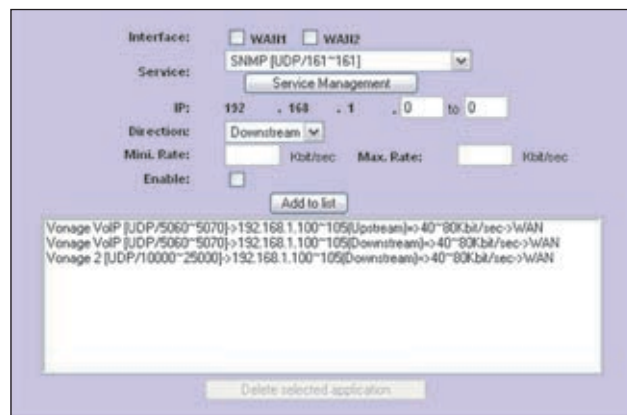 Interface: WAN1 WAN2
Service: SNMP [UDP/161~161]
Service Management
IP: 192 . 168 . 1 . 0 to 0
Direction: Downstream
Mini. Rate: Kbit/sec Max. Rate: Kbit/sec
Enable:
Add to list
Vonage VoIP [UDP/5060~5070]->192.168.1.100~105(Upstream)=>40~80Kbit/sec->WAN
Vonage VoIP [UDP/5060~5070]->192.168.1.100~105(Downstream)=>40~80Kbit/sec->WAN
Vonage 2 [UDP/10000~25000]->192.168.1.100~105(Downstream)=>40~80Kbit/sec->WAN
Delete selected application